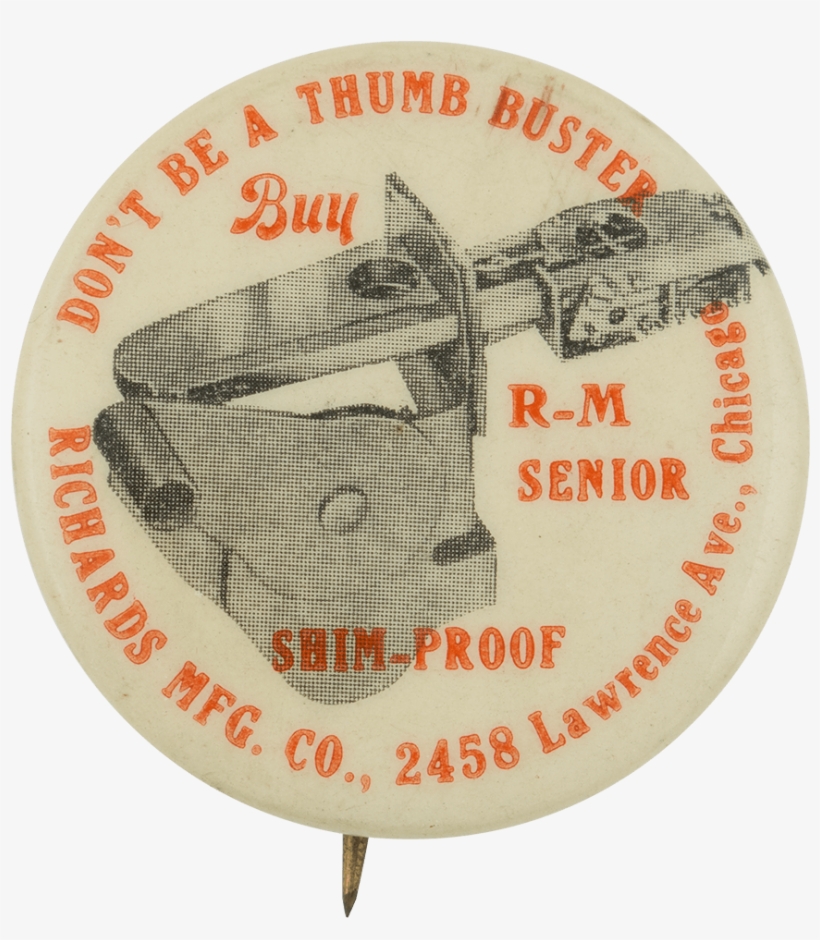 DON'T BE A THUMB BUSTER
Buy
R-M
SENIOR
SHIM-PROOF
RICHARDS MFG. CO., 2458 Lawrence Ave., Chicago